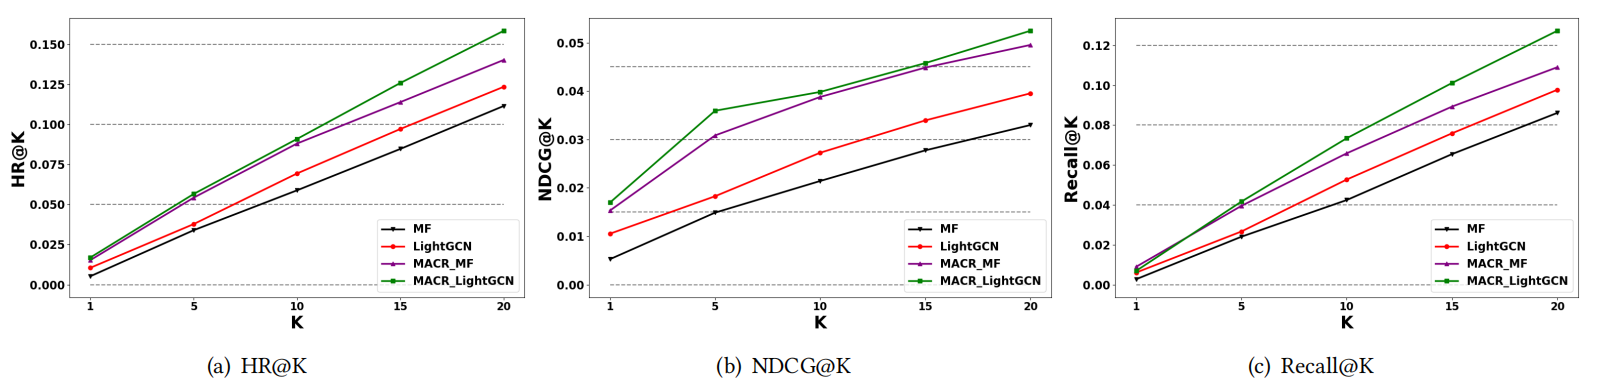 HR@K
0.150
0.125
0.100
0.075
0.050
0.025
0.000
1 5 10 15 20
K
MF
LightGCN
MACR_MF
MACR_LightGCN
(a) HR@K
NDCG@K
0.05
0.04
0.03
0.02
0.01
0.00
1 5 10 15 20
K
MF
LightGCN
MACR_MF
MACR_LightGCN
(b) NDCG@K
Recall@K
0.12
0.10
0.08
0.06
0.04
0.02
0.00
1 5 10 15 20
K
MF
LightGCN
MACR_MF
MACR_LightGCN
(c) Recall@K